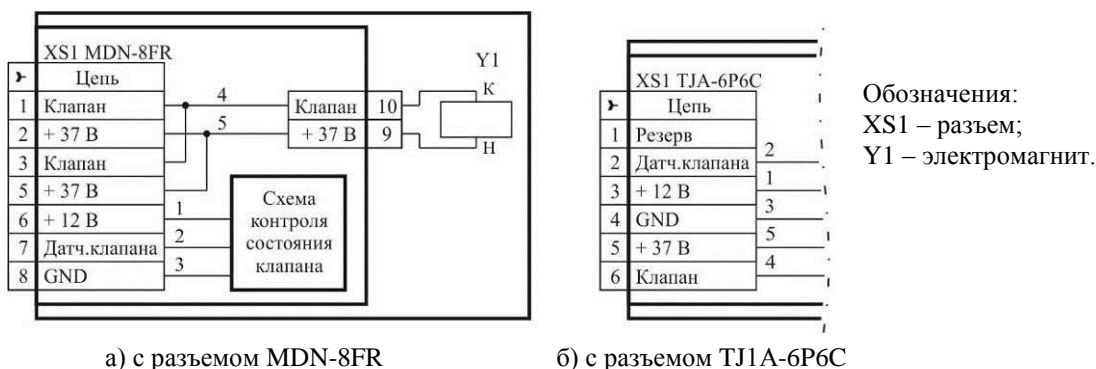 XS1 MDN-8FR
Цепь
1 Клапан
2 + 37 В
3 Клапан
5 + 37 В
6 + 12 В
7 Датч.клапана
8 GND
4
5
1
2
3
Клапан 10
+ 37 В 9
Y1
К
Н
Схема
контроля
состояния
клапана
а) с разъемом MDN-8FR
XS1 TJA-6P6C
Цепь
1 Резерв
2 Датч.клапана
3 + 12 В
4 GND
5 + 37 В
6 Клапан
2
1
3
5
4
б) с разъемом TJ1A-6P6C
Обозначения:
XS1 – разъем;
Y1 – электромагнит.